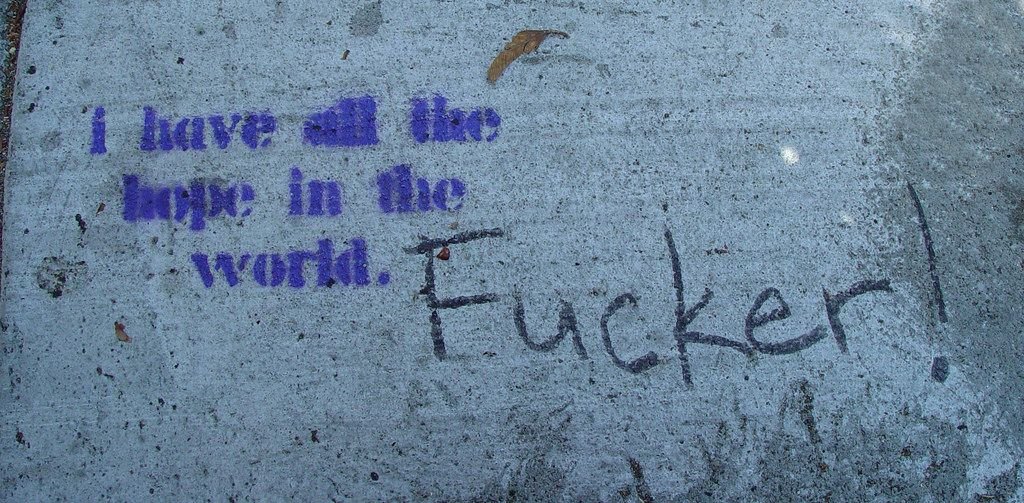 i have all the
hope in the
world.
Fucker!